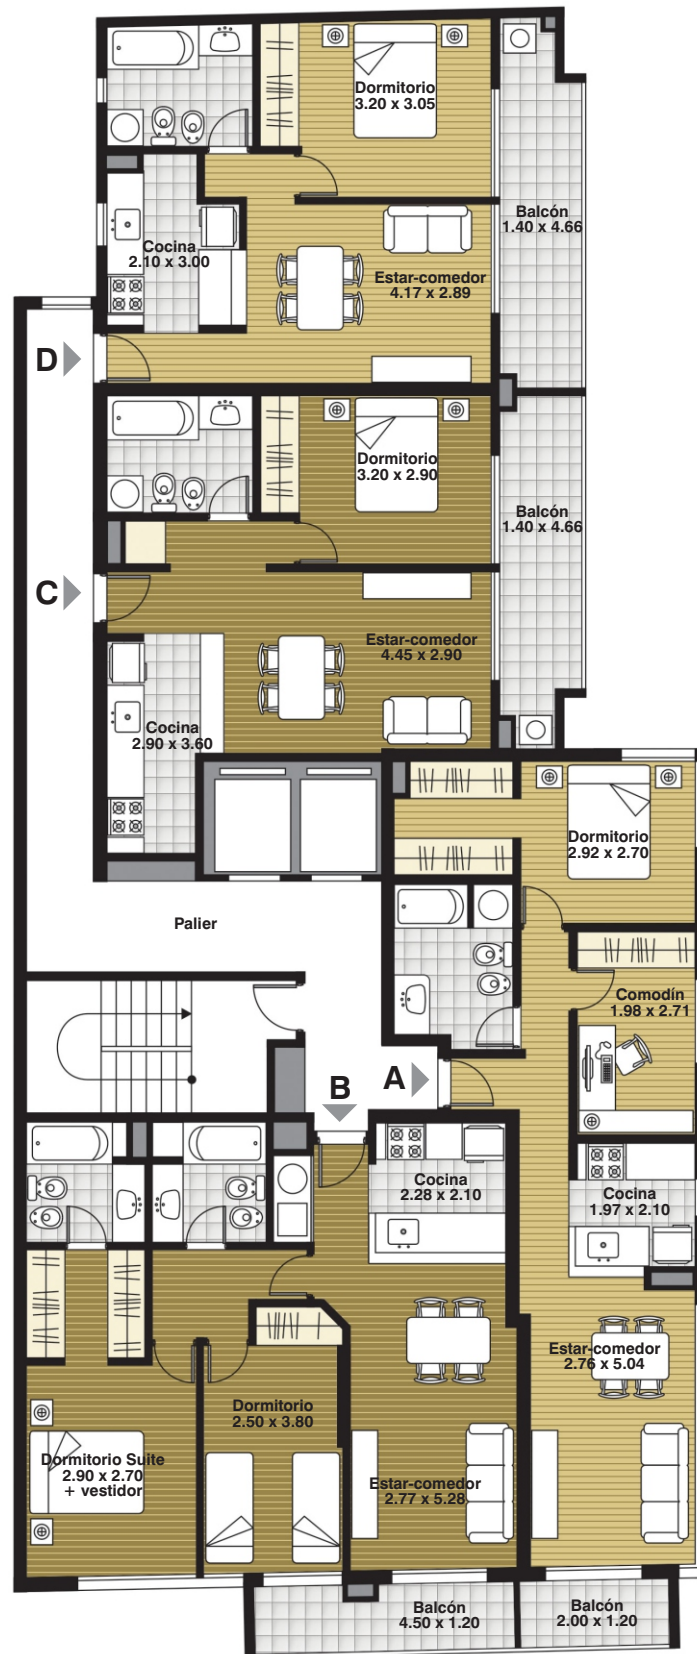 Dormitorio
3.20 x 3.05
Balcón
1.40 x 4.66
Cocina
2.10 x 3.00
Estar-comedor
4.17 x 2.89
D
Dormitorio
3.20 x 2.90
Balcón
1.40 x 4.66
C
Estar-comedor
4.45 x 2.90
Cocina
2.90 x 3.60
Dormitorio
2.92 x 2.70
Palier
Comodín
1.98 x 2.71
A
B
Cocina
2.28 x 2.10
Cocina
1.97 x 2.10
Estar-comedor
2.76 x 5.04
Dormitorio
2.50 x 3.80
Dormitorio Suite
2.90 x 2.70
+ vestidor
Estar-comedor
2.77 x 5.28
Balcón
4.50 x 1.20
Balcón
2.00 x 1.20